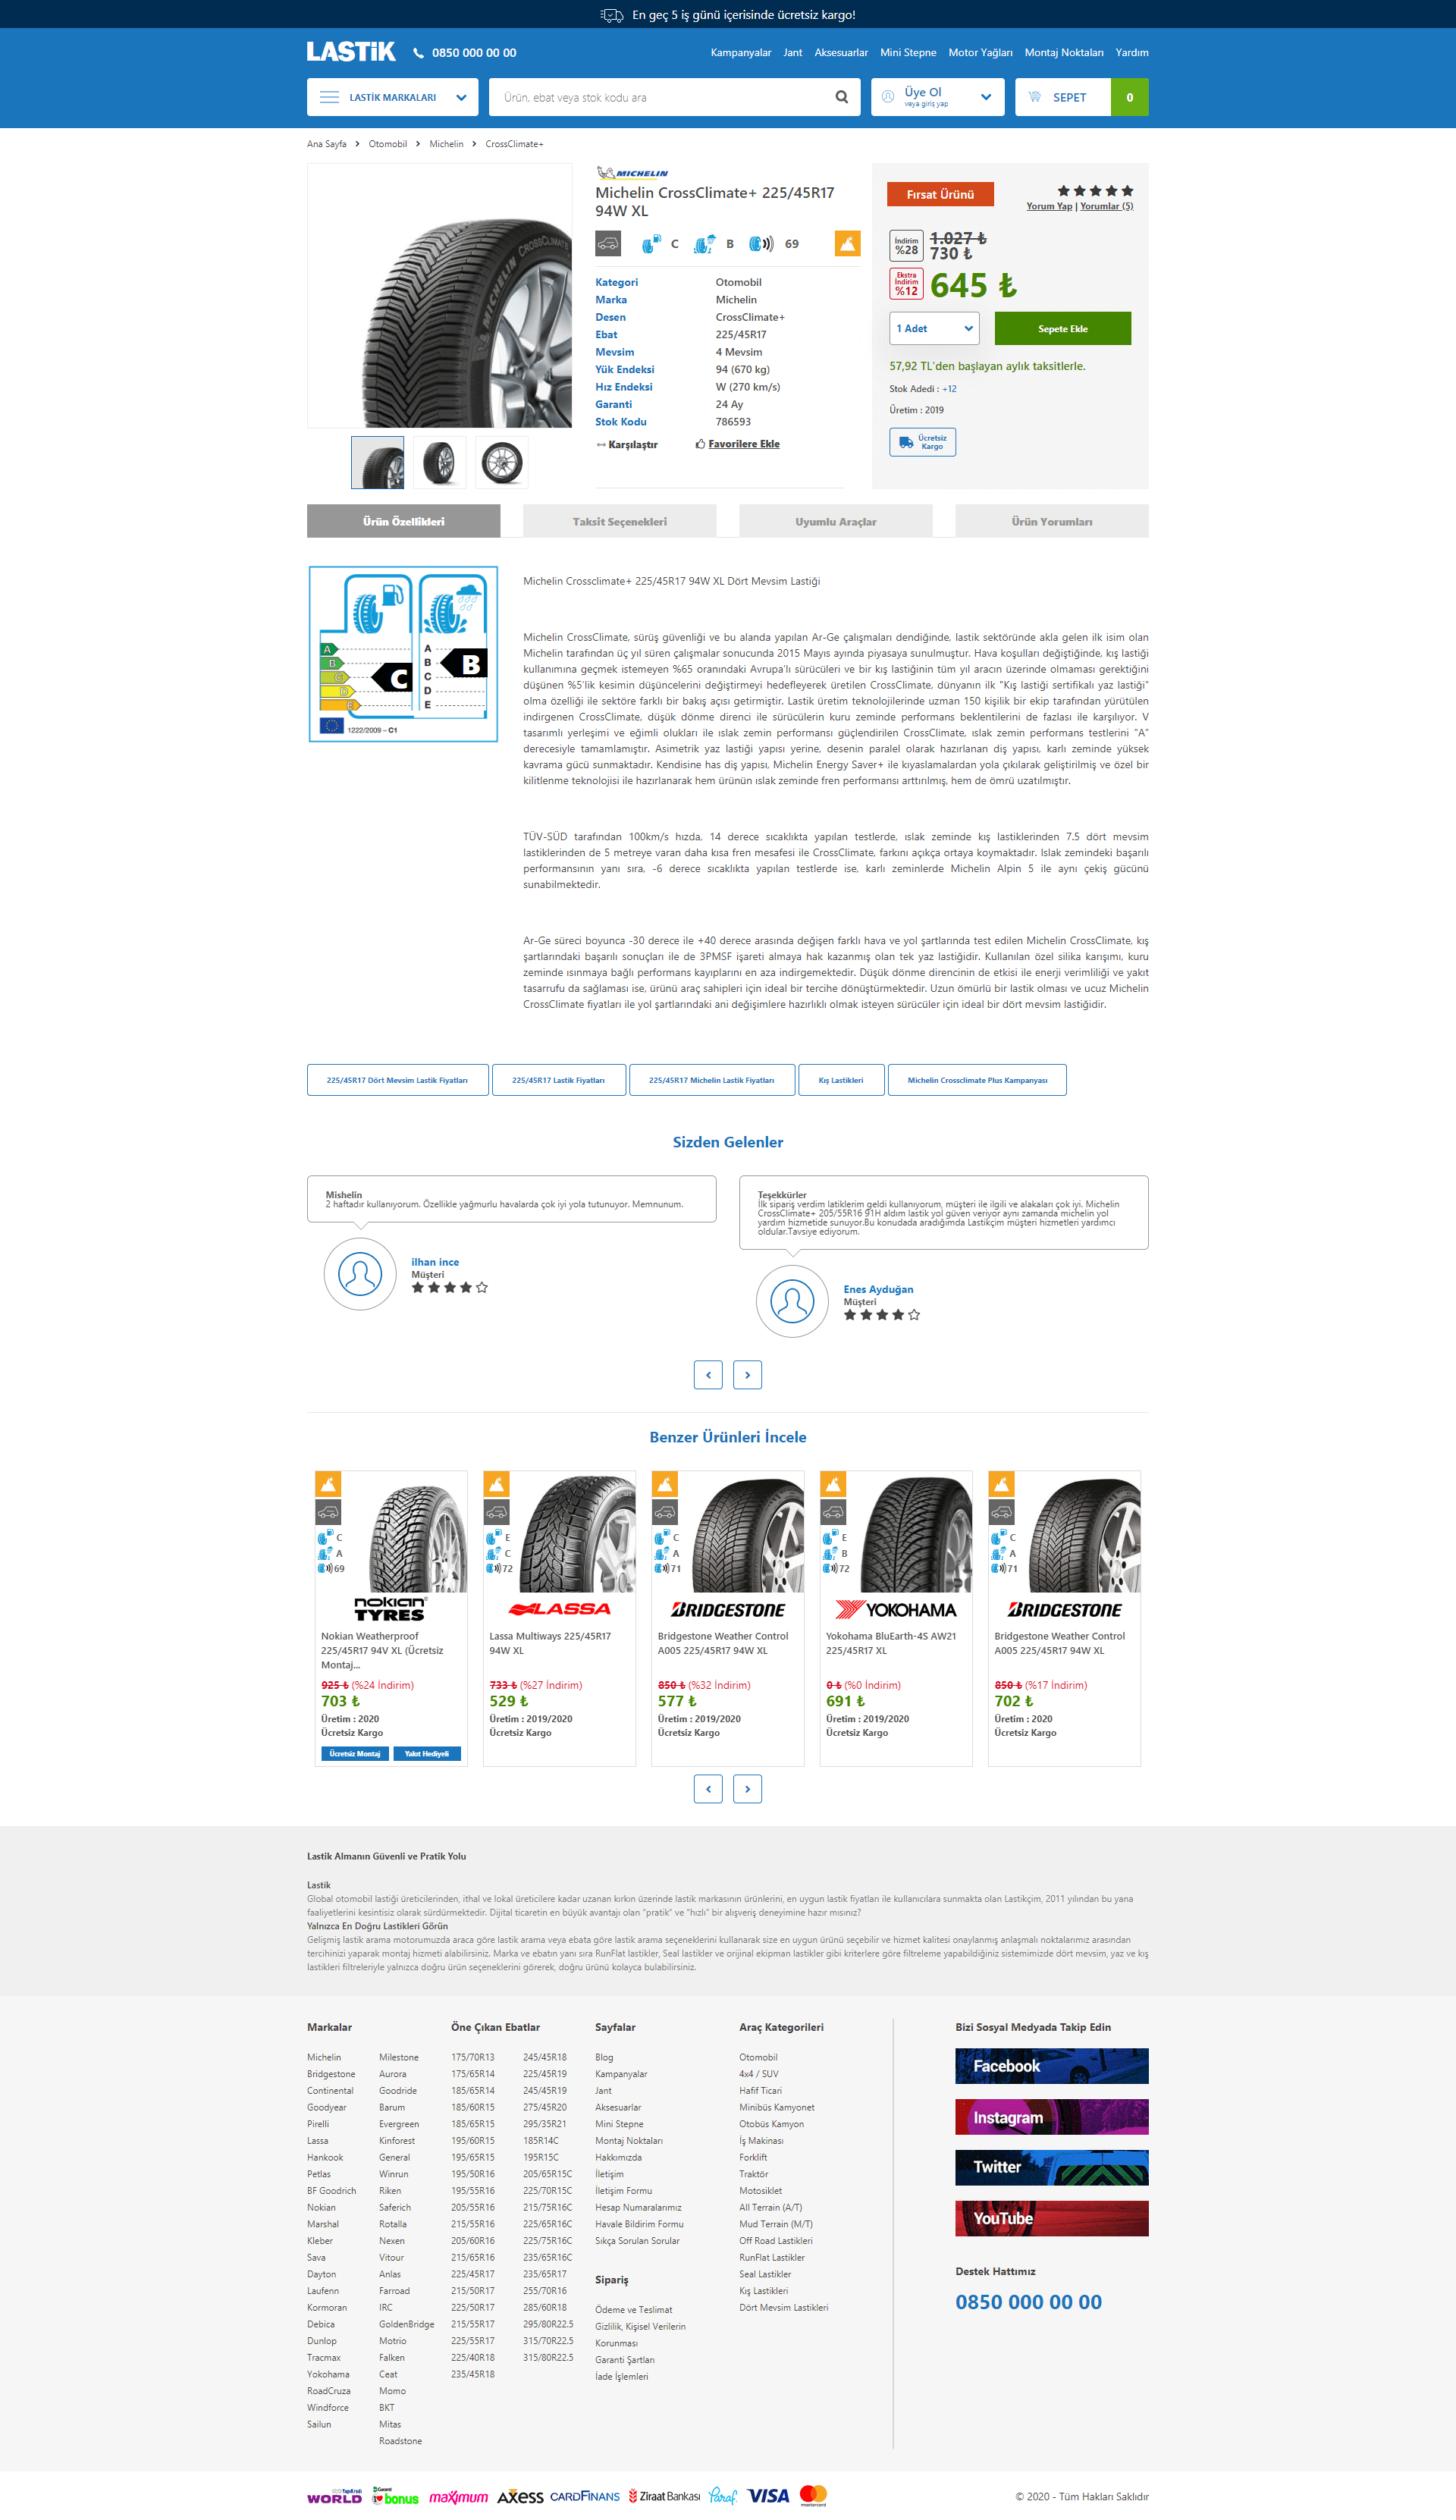 En geç 5 iş günü içerisinde ücretsiz kargo!
LASTiK
0850 000 00 00
Kampanyalar Jant Aksesuarlar Mini Stepne Motor Yağları Montaj Noktaları Yardım
LASTİK MARKALARI
Ürün, ebat veya stok kodu ara
Üye Ol
veya giriş yap
SEPET
0
Ana Sayfa > Otomobil > Michelin > CrossClimate+
MICHELIN
Michelin CrossClimate+ 225/45R17
94W XL
C B 69
Kategori Otomobil
Marka Michelin
Desen CrossClimate+
Ebat 225/45R17
Mevsim 4 Mevsim
Yük Endeksi 94 (670 kg)
Hız Endeksi W (270 km/s)
Garanti 24 Ay
Stok Kodu 786593
Karşılaştır Favorilere Ekle
Fırsat Ürünü
Yorum Yap | Yorumlar (5)
İndirim
%28
1.027 ₺
730 ₺
Ekstra
İndirim
%12
645 ₺
1 Adet
Sepete Ekle
57,92 TL'den başlayan aylık taksitlerle.
Stok Adedi : +12
Üretim : 2019
Ücretsiz
Kargo
Ürün Özellikleri Taksit Seçenekleri Uyumlu Araçlar Ürün Yorumları
A
B
C
D
E
C
A
B
C
D
E
B
1222/2009 – C1
Michelin Crossclimate+ 225/45R17 94W XL Dört Mevsim Lastiği
Michelin CrossClimate, sürüş güvenliği ve bu alanda yapılan Ar-Ge çalışmaları dendiğinde, lastik sektöründe akla gelen ilk isim olan
Michelin tarafından üç yıl süren çalışmalar sonucunda 2015 Mayıs ayında piyasaya sunulmuştur. Hava koşulları değiştiğinde, kış lastiği
kullanımına geçmek istemeyen %65 oranındaki Avrupa'lı sürücüleri ve bir kış lastiğinin tüm yıl aracın üzerinde olmaması gerektiğini
düşünen %5'lik kesimin düşüncelerini değiştirmeyi hedefleyerek üretilen CrossClimate, dünyanın ilk "Kış lastiği sertifikalı yaz lastiği"
olma özelliği ile sektöre farklı bir bakış açısı getirmiştir. Lastik üretim teknolojilerinde uzman 150 kişilik bir ekip tarafından yürütülen
indirgenen CrossClimate, düşük dönme direnci ile sürücülerin kuru zeminde performans beklentilerini de fazlası ile karşılıyor. V
tasarımlı yerleşimi ve eğimli olukları ile ıslak zemin performansı güçlendirilen CrossClimate, ıslak zemin performans testlerini "A"
derecesiyle tamamlamıştır. Asimetrik yaz lastiği yapısı yerine, desenin paralel olarak hazırlanan diş yapısı, karlı zeminde yüksek
kavrama gücü sunmaktadır. Kendisine has diş yapısı, Michelin Energy Saver+ ile kıyaslamalardan yola çıkılarak geliştirilmiş ve özel bir
kilitlenme teknolojisi ile hazırlanarak hem ürünün ıslak zeminde fren performansı arttırılmış, hem de ömrü uzatılmıştır.
TÜV-SÜD tarafından 100km/s hızda, 14 derece sıcaklıkta yapılan testlerde, ıslak zeminde kış lastiklerinden 7.5 dört mevsim
lastiklerinden de 5 metreye varan daha kısa fren mesafesi ile CrossClimate, farkını açıkça ortaya koymaktadır. Islak zemindeki başarılı
performansının yanı sıra, -6 derece sıcaklıkta yapılan testlerde ise, karlı zeminlerde Michelin Alpin 5 ile aynı çekiş gücünü
sunabilmektedir.
Ar-Ge süreci boyunca -30 derece ile +40 derece arasında değişen farklı hava ve yol şartlarında test edilen Michelin CrossClimate, kış
şartlarındaki başarılı sonuçları ile de 3PMSF işareti almaya hak kazanmış olan tek yaz lastiğidir. Kullanılan özel silika karışımı, kuru
zeminde ısınmaya bağlı performans kayıplarını en aza indirgemektedir. Düşük dönme direncinin de etkisi ile enerji verimliliği ve yakıt
tasarrufu da sağlaması ise, ürünü araç sahipleri için ideal bir tercihe dönüştürmektedir. Uzun ömürlü bir lastik olması ve ucuz Michelin
CrossClimate fiyatları ile yol şartlarındaki ani değişimlere hazırlıklı olmak isteyen sürücüler için ideal bir dört mevsim lastiğidir.
225/45R17 Dört Mevsim Lastik Fiyatları 225/45R17 Lastik Fiyatları 225/45R17 Michelin Lastik Fiyatları Kış Lastikleri Michelin Crossclimate Plus Kampanyası
Sizden Gelenler
Mishelin
2 haftadır kullanıyorum. Özellikle yağmurlu havalarda çok iyi yola tutunuyor. Memnunum.
ilhan ince
Müşteri
Teşekkürler
İlk sipariş verdim latiklerim geldi kullanıyorum, müşteri ile ilgili ve alakaları çok iyi. Michelin
CrossClimate+ 205/55R16 91H aldım lastik yol güven veriyor aynı zamanda michelin yol
yardım hizmetide sunuyor.Bu konudada aradığımda Lastikçim müşteri hizmetleri yardımcı
oldular.Tavsiye ediyorum.
Enes Ayduğan
Müşteri
Benzer Ürünleri İncele
C
A
69
nokian
TYRES
Nokian Weatherproof
225/45R17 94V XL (Ücretsiz
Montaj...
925 ₺ (%24 İndirim)
703 ₺
Üretim : 2020
Ücretsiz Kargo
Ücretsiz Montaj Yakıt Hediyeli
E
C
72
LASSA
Lassa Multiways 225/45R17
94W XL
733 ₺ (%27 İndirim)
529 ₺
Üretim : 2019/2020
Ücretsiz Kargo
C
A
71
BRIDGESTONE
Bridgestone Weather Control
A005 225/45R17 94W XL
850 ₺ (%32 İndirim)
577 ₺
Üretim : 2019/2020
Ücretsiz Kargo
E
B
72
YOKOHAMA
Yokohama BluEarth-4S AW21
225/45R17 XL
0 ₺ (%0 İndirim)
691 ₺
Üretim : 2019/2020
Ücretsiz Kargo
C
A
71
BRIDGESTONE
Bridgestone Weather Control
A005 225/45R17 94W XL
850 ₺ (%17 İndirim)
702 ₺
Üretim : 2020
Ücretsiz Kargo
Lastik Almanın Güvenli ve Pratik Yolu
Lastik
Global otomobil lastiği üreticilerinden, ithal ve lokal üreticilere kadar uzanan kırkın üzerinde lastik markasının ürünlerini, en uygun lastik fiyatları ile kullanıcılara sunmakta olan Lastikçim, 2011 yılından bu yana
faaliyetlerini kesintisiz olarak sürdürmektedir. Dijital ticaretin en büyük avantajı olan "pratik" ve "hızlı" bir alışveriş deneyimine hazır mısınız?
Yalnızca En Doğru Lastikleri Görün
Gelişmiş lastik arama motorumuzda araca göre lastik arama veya ebata göre lastik arama seçeneklerini kullanarak size en uygun ürünü seçebilir ve hizmet kalitesi onaylanmış anlaşmalı noktalarımız arasından
tercihinizi yaparak montaj hizmeti alabilirsiniz. Marka ve ebatın yanı sıra RunFlat lastikler, Seal lastikler ve orijinal ekipman lastikler gibi kriterlere göre filtreleme yapabildiğiniz sistemimizde dört mevsim, yaz ve kış
lastikleri filtreleriyle yalnızca doğru ürün seçeneklerini görerek, doğru ürünü kolayca bulabilirsiniz.
Markalar
Michelin
Bridgestone
Continental
Goodyear
Pirelli
Lassa
Hankook
Petlas
BF Goodrich
Nokian
Marshal
Kleber
Sava
Dayton
Laufenn
Kormoran
Debica
Dunlop
Tracmax
Yokohama
RoadCruza
Windforce
Sailun
Milestone
Aurora
Goodride
Barum
Evergreen
Kinforest
General
Winrun
Riken
Saferich
Rotalla
Nexen
Vitour
Anlas
Farroad
IRC
GoldenBridge
Motrio
Falken
Ceat
Momo
BKT
Mitas
Roadstone
Öne Çıkan Ebatlar
175/70R13
175/65R14
185/65R14
185/60R15
185/65R15
195/60R15
195/65R15
195/50R16
195/55R16
205/55R16
215/55R16
205/60R16
215/65R16
225/45R17
215/50R17
225/50R17
215/55R17
225/55R17
225/40R18
235/45R18
245/45R18
225/45R19
245/45R19
275/45R20
295/35R21
185R14C
195R15C
205/65R15C
225/70R15C
215/75R16C
225/65R16C
225/75R16C
235/65R16C
235/65R17
255/70R16
285/60R18
295/80R22.5
315/70R22.5
315/80R22.5
Sayfalar
Blog
Kampanyalar
Jant
Aksesuarlar
Mini Stepne
Montaj Noktaları
Hakkımızda
İletişim
İletişim Formu
Hesap Numaralarımız
Havale Bildirim Formu
Sıkça Sorulan Sorular
Sipariş
Ödeme ve Teslimat
Gizlilik, Kişisel Verilerin
Korunması
Garanti Şartları
İade İşlemleri
Araç Kategorileri
Otomobil
4x4 / SUV
Hafif Ticari
Minibüs Kamyonet
Otobüs Kamyon
İş Makinası
Forklift
Traktör
Motosiklet
All Terrain (A/T)
Mud Terrain (M/T)
Off Road Lastikleri
RunFlat Lastikler
Seal Lastikler
Kış Lastikleri
Dört Mevsim Lastikleri
Bizi Sosyal Medyada Takip Edin
Facebook
Instagram
Twitter
YouTube
Destek Hattımız
0850 000 00 00
YapıKredi
WORLD
Garanti
bonus
maximum
AXESS
CARDFINANS
Ziraat Bankası
Paraf
VISA
mastercard
© 2020 - Tüm Hakları Saklıdır